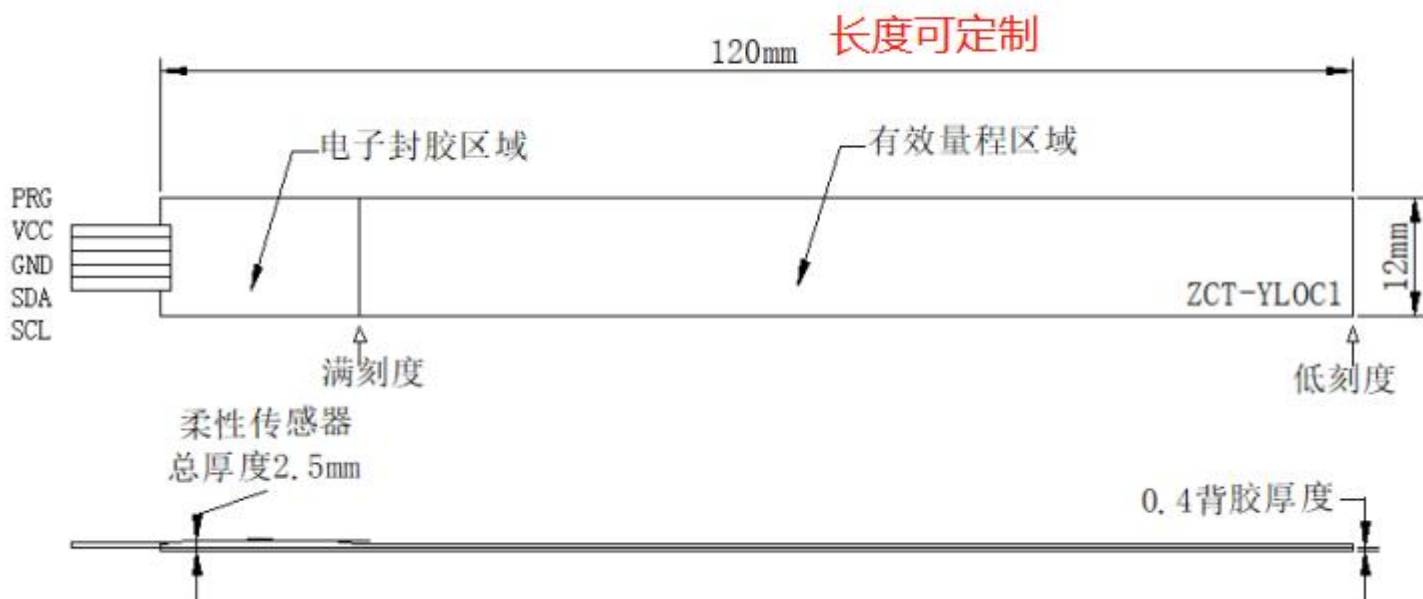 长度可定制
120mm
电子封胶区域
有效量程区域
PRG
VCC
GND
SDA
SCL
12mm
ZCT-YLOC1
满刻度
低刻度
柔性传感器
总厚度2.5mm
0.4背胶厚度